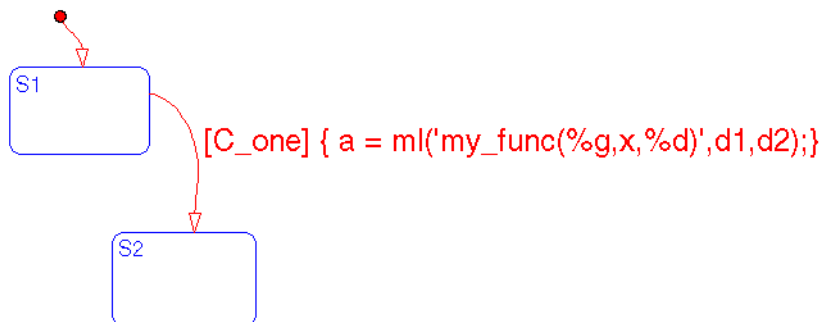 S1
[C_one] { a = ml('my_func(%g,x,%d)',d1,d2);}
S2